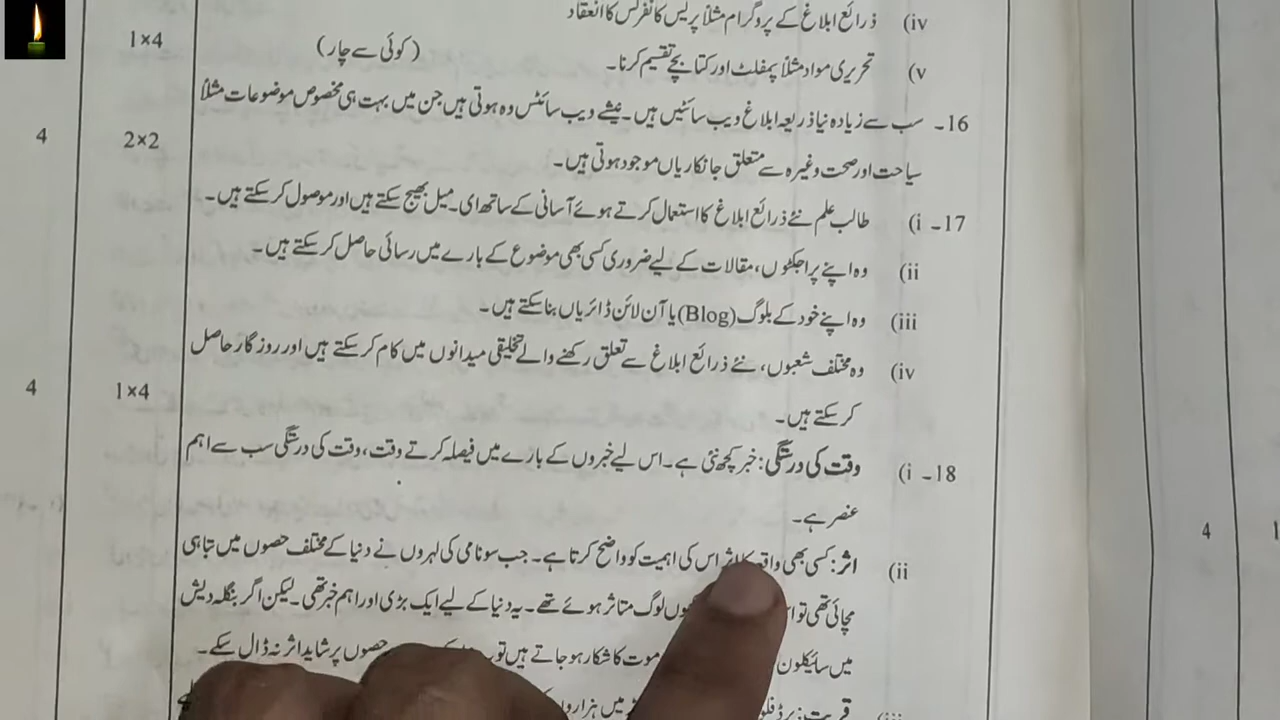 iv) ذرائع ابلاغ کے پروگرام مثلاً پریس کانفرنس کا انعقاد
v) تحریری مواد مثلاً پمفلٹ اور کتابچے تقسیم کرنا۔ (کوئی سے چار) 1×4
16۔ سب سے زیادہ نیا ذریعہ ابلاغ ویب سائٹیں ہیں۔ نیشے ویب سائٹس وہ ہوتی ہیں جن میں بہت ہی مخصوص موضوعات مثلاً
سیاحت اور صحت وغیرہ سے متعلق جانکاریاں موجود ہوتی ہیں۔ 2×2 4
17۔ i) طالب علم نئے ذرائع ابلاغ کا استعمال کرتے ہوئے آسانی کے ساتھ ای۔میل بھیج سکتے ہیں اور موصول کر سکتے ہیں۔
ii) وہ اپنے پراجکٹوں، مقالات کے لیے ضروری کسی بھی موضوع کے بارے میں رسائی حاصل کر سکتے ہیں۔
iii) وہ اپنے خود کے بلوگ (Blog) یا آن لائن ڈائریاں بنا سکتے ہیں۔
iv) وہ مختلف شعبوں، نئے ذرائع ابلاغ سے تعلق رکھنے والے تخلیقی میدانوں میں کام کر سکتے ہیں اور روزگار حاصل
کر سکتے ہیں۔ 1×4 4
18۔ i) وقت کی درستگی: خبر کچھ نئی ہے۔ اس لیے خبروں کے بارے میں فیصلہ کرتے وقت، وقت کی درستگی سب سے اہم
عنصر ہے۔
ii) اثر: کسی بھی واقعہ کا اثر اس کی اہمیت کو واضح کرتا ہے۔ جب سونامی کی لہروں نے دنیا کے مختلف حصوں میں تباہی
مچائی تھی تو لوگ متاثر ہوئے تھے۔ یہ دنیا کے لیے ایک بڑی اور اہم خبر تھی۔ لیکن اگر بنگلہ دیش
میں سائیکلون موت کا شکار ہو جاتے ہیں تو حصوں پر شاید اثر نہ ڈال سکے۔
قربت: برڈ فلو میں ہزاروں
4
1